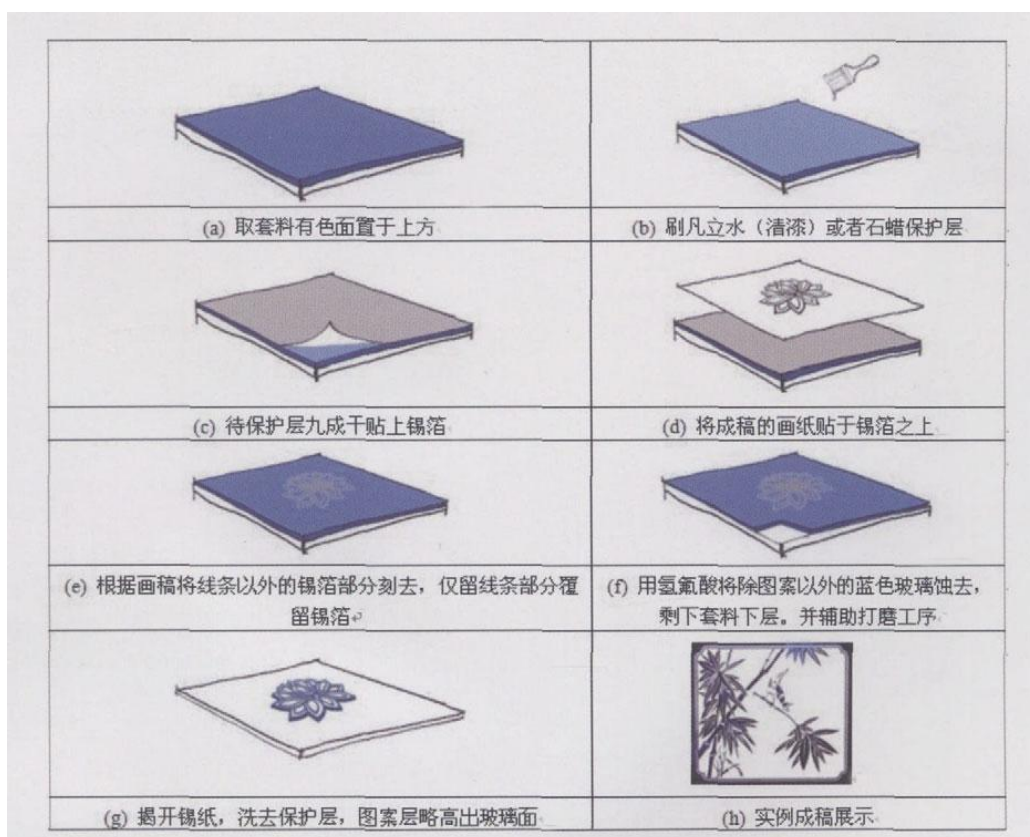 (a) 取套料有色面置于上方
(b) 刷凡立水（清漆）或者石蜡保护层
(c) 待保护层九成干贴上锡箔
(d) 将成稿的画纸贴于锡箔之上
(e) 根据画稿将线条以外的锡箔部分刻去，仅留线条部分覆
留锡箔
(f) 用氢氟酸将除图案以外的蓝色玻璃蚀去，
剩下套料下层。并辅助打磨工序
(g) 揭开锡纸，洗去保护层，图案层略高出玻璃面
(h) 实例成稿展示